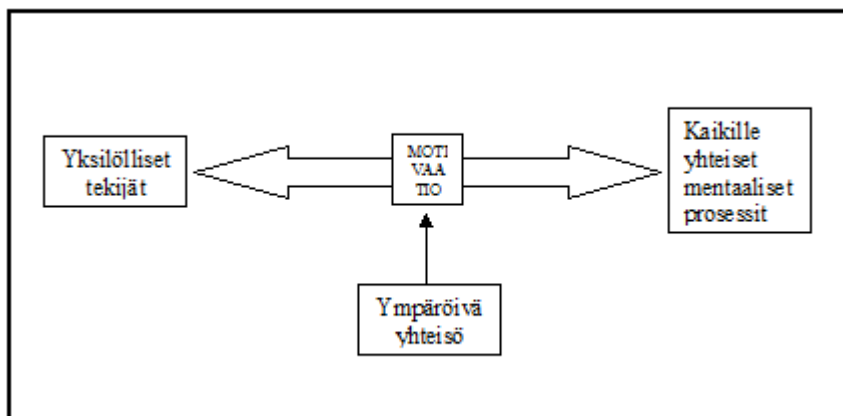 Yksilölliset
tekijät
MOTI
VAA
TIO
Kaikille
yhteiset
mentaaliset
prosessit
Ympäröivä
yhteisö